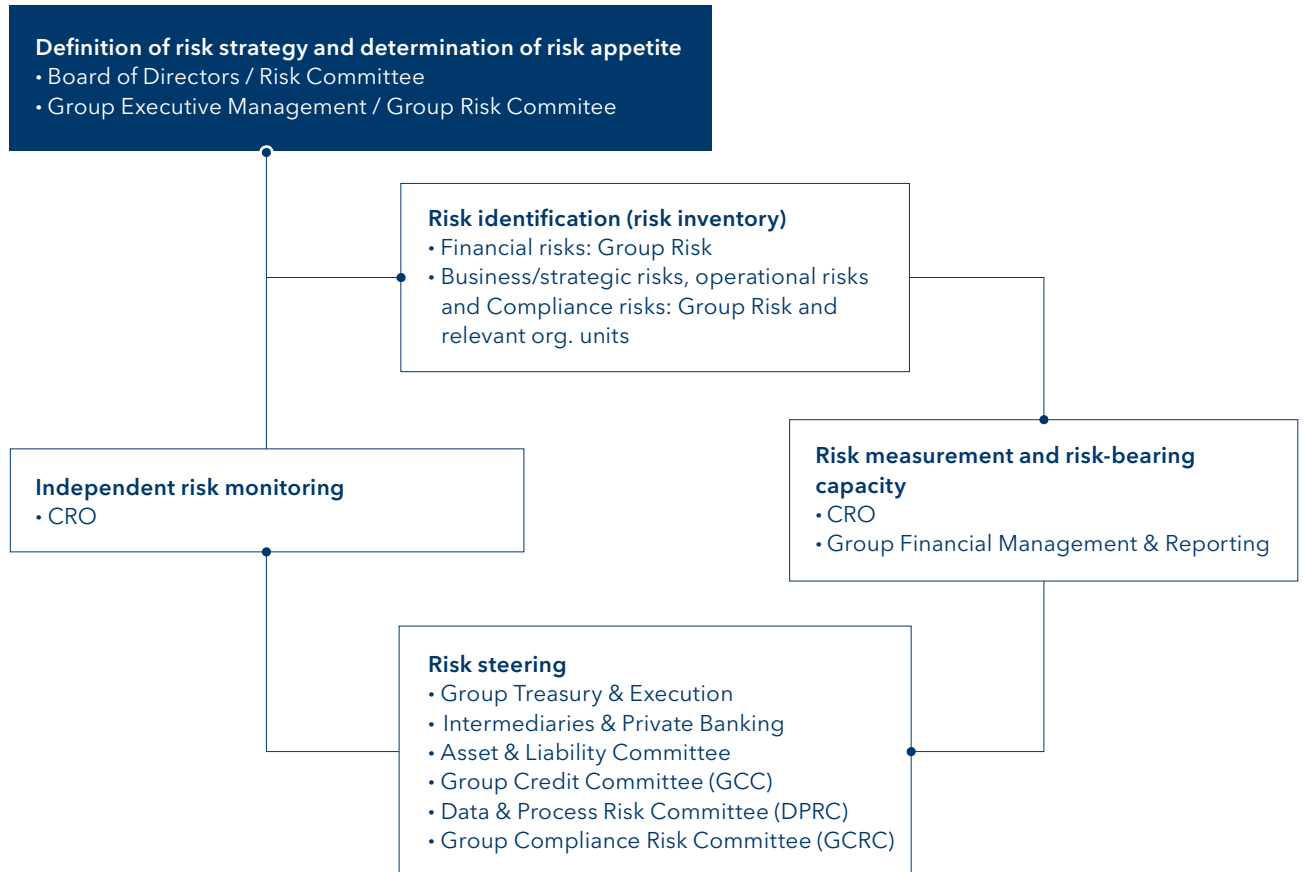 Definition of risk strategy and determination of risk appetite
• Board of Directors / Risk Committee
• Group Executive Management / Group Risk Commitee
Risk identification (risk inventory)
• Financial risks: Group Risk
• Business/strategic risks, operational risks
and Compliance risks: Group Risk and
relevant org. units
Independent risk monitoring
• CRO
Risk measurement and risk-bearing
capacity
• CRO
• Group Financial Management & Reporting
Risk steering
• Group Treasury & Execution
• Intermediaries & Private Banking
• Asset & Liability Committee
• Group Credit Committee (GCC)
• Data & Process Risk Committee (DPRC)
• Group Compliance Risk Committee (GCRC)